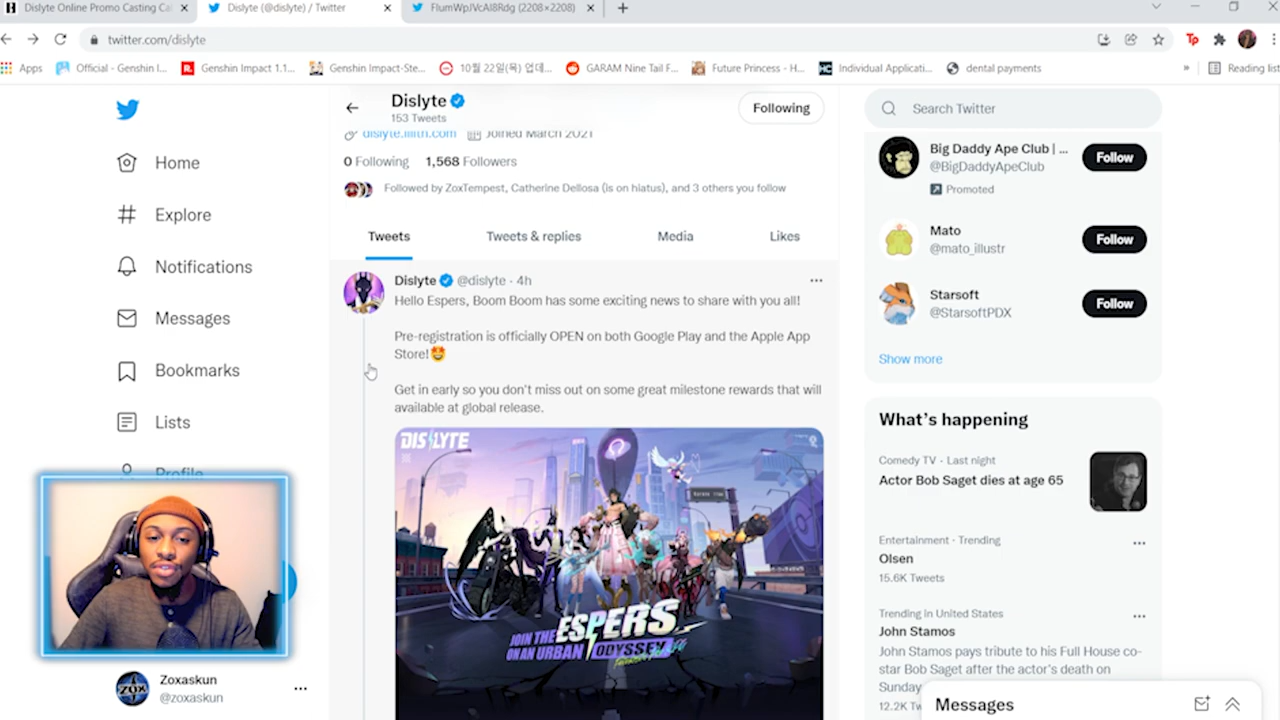 Dislyte Online Promo Casting Cal
Dislyte (@dislyte) / Twitter
FIumWpJVcAI8Rdg (2208×2208)
twitter.com/dislyte
Apps
Official - Genshin I...
Genshin Impact 1.1...
Genshin Impact-Ste...
10월 22일(목) 업데...
GARAM Nine Tail F...
Future Princess - H...
Individual Applicati...
dental payments
»
Reading list
Dislyte
153 Tweets
Following
dislyte.lilith.com
Joined March 2021
0 Following 1,568 Followers
Followed by ZoxTempest, Catherine Dellosa (is on hiatus), and 3 others you follow
Tweets
Tweets & replies
Media
Likes
Home
Explore
Notifications
Messages
Bookmarks
Lists
Profile
Zoxaskun
@zoxaskun
ZOX
Dislyte @dislyte · 4h
Hello Espers, Boom Boom has some exciting news to share with you all!
Pre-registration is officially OPEN on both Google Play and the Apple App
Store!🤩
Get in early so you don't miss out on some great milestone rewards that will
available at global release.
DISLYTE
JOIN THE ESPERS
ON AN URBAN ODYSSEY
Search Twitter
Big Daddy Ape Club | ...
@BigDaddyApeClub
Follow
Promoted
Mato
@mato_illustr
Follow
Starsoft
@StarsoftPDX
Follow
Show more
What's happening
Comedy TV · Last night
Actor Bob Saget dies at age 65
Entertainment · Trending
Olsen
15.6K Tweets
Trending in United States
John Stamos
John Stamos pays tribute to his Full House co-
star Bob Saget after the actor's death on
Sunday
12.2K Tw
Messages